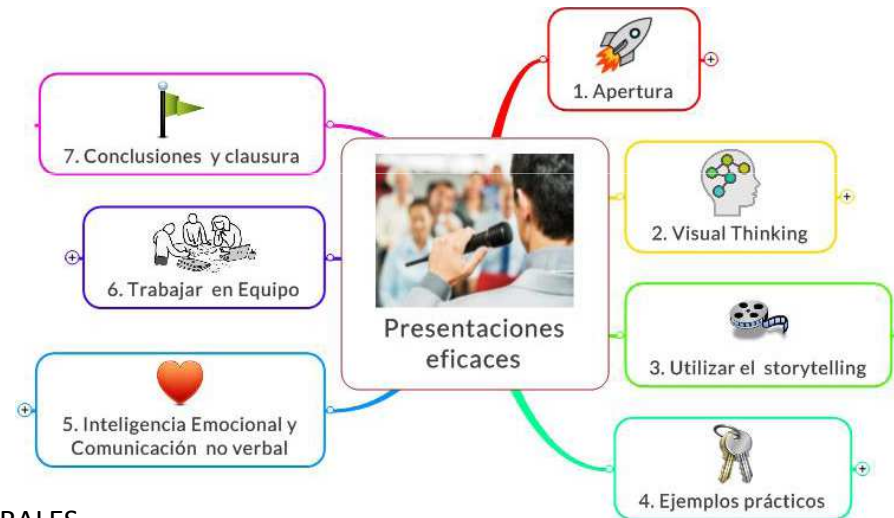 Presentaciones
eficaces
1. Apertura
2. Visual Thinking
3. Utilizar el storytelling
4. Ejemplos prácticos
5. Inteligencia Emocional y
Comunicación no verbal
6. Trabajar en Equipo
7. Conclusiones y clausura